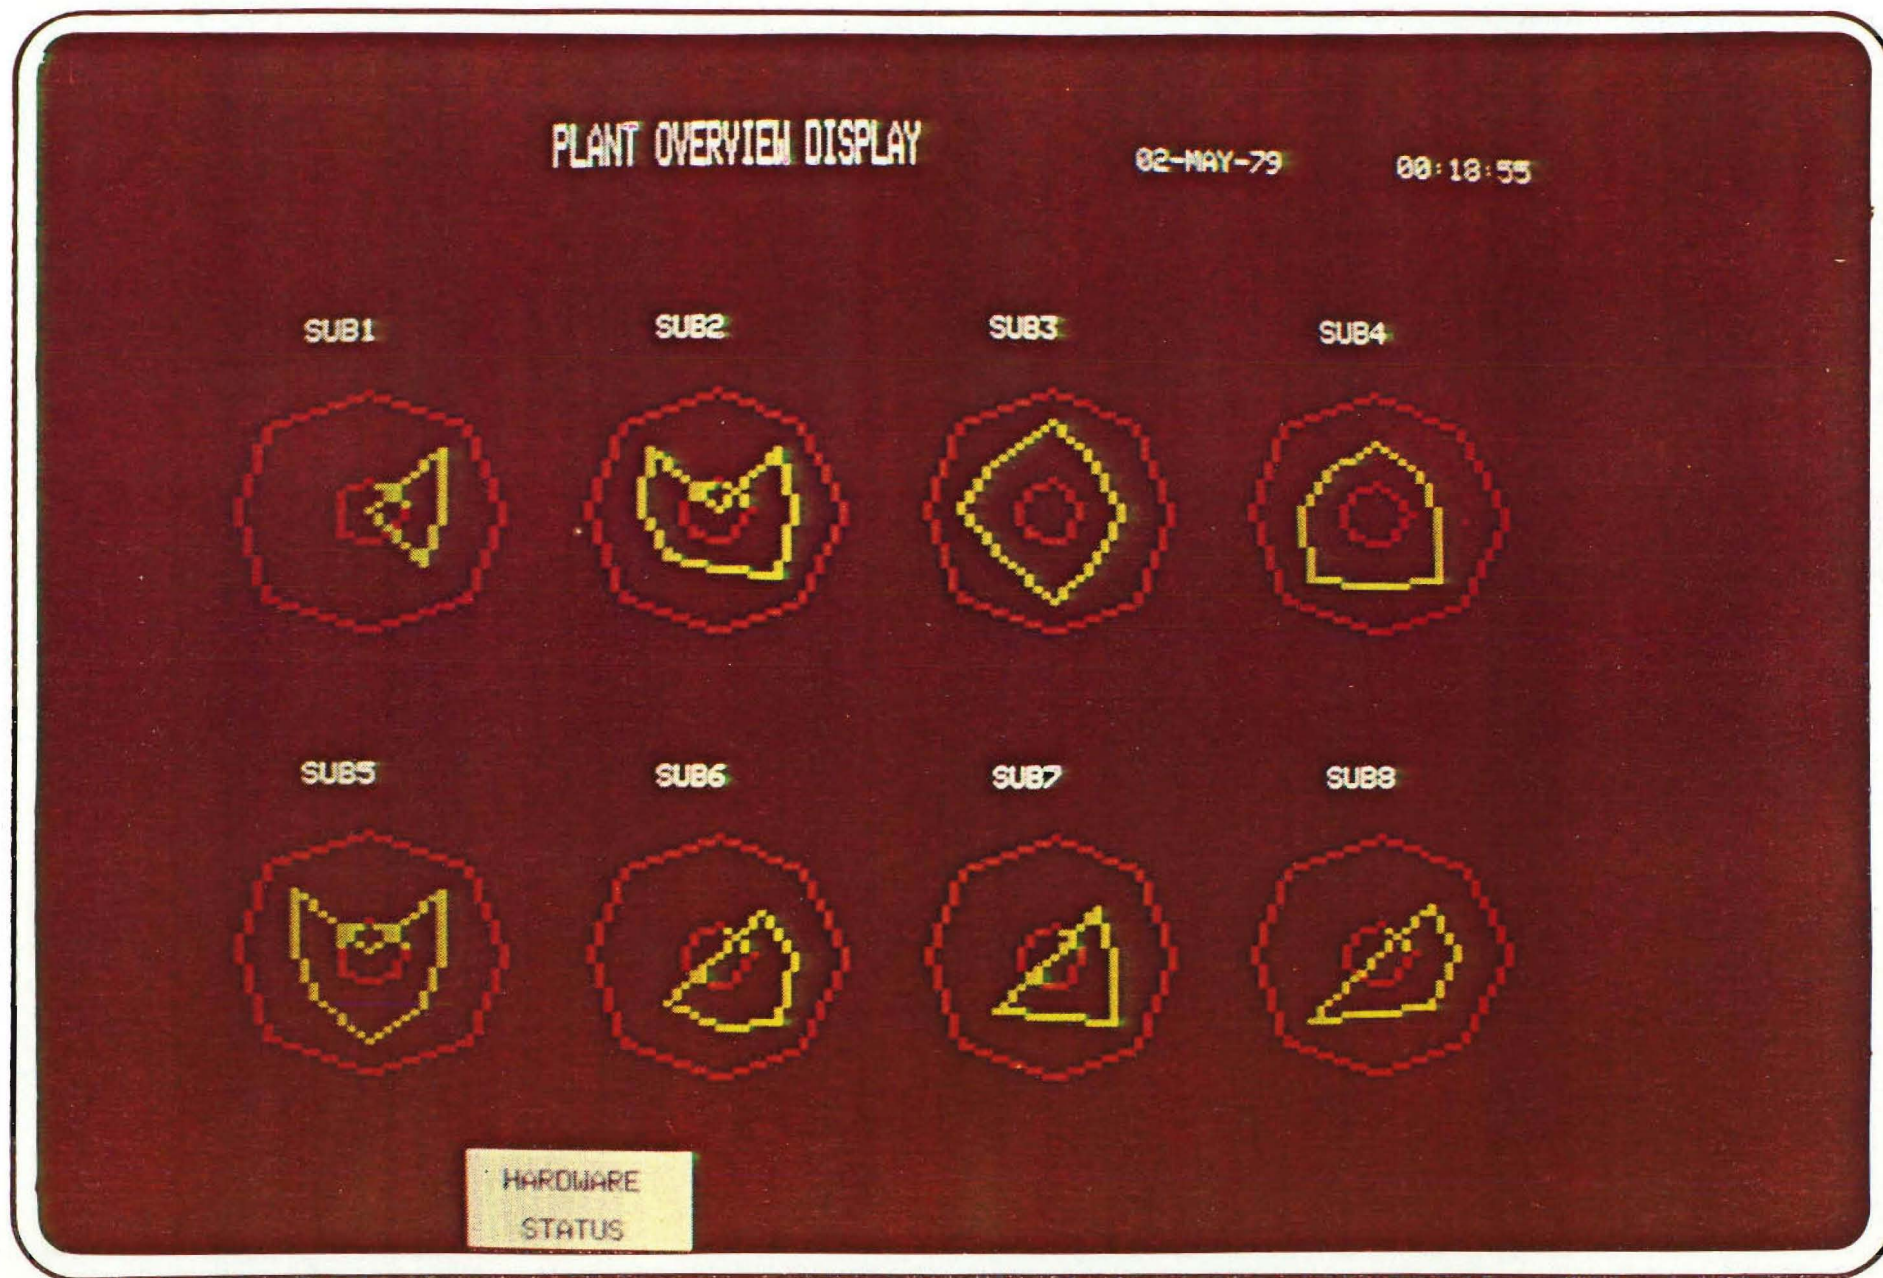 PLANT OVERVIEW DISPLAY 02-MAY-79 00:18:55
SUB1 SUB2 SUB3 SUB4
SUB5 SUB6 SUB7 SUB8
HARDWARE
STATUS